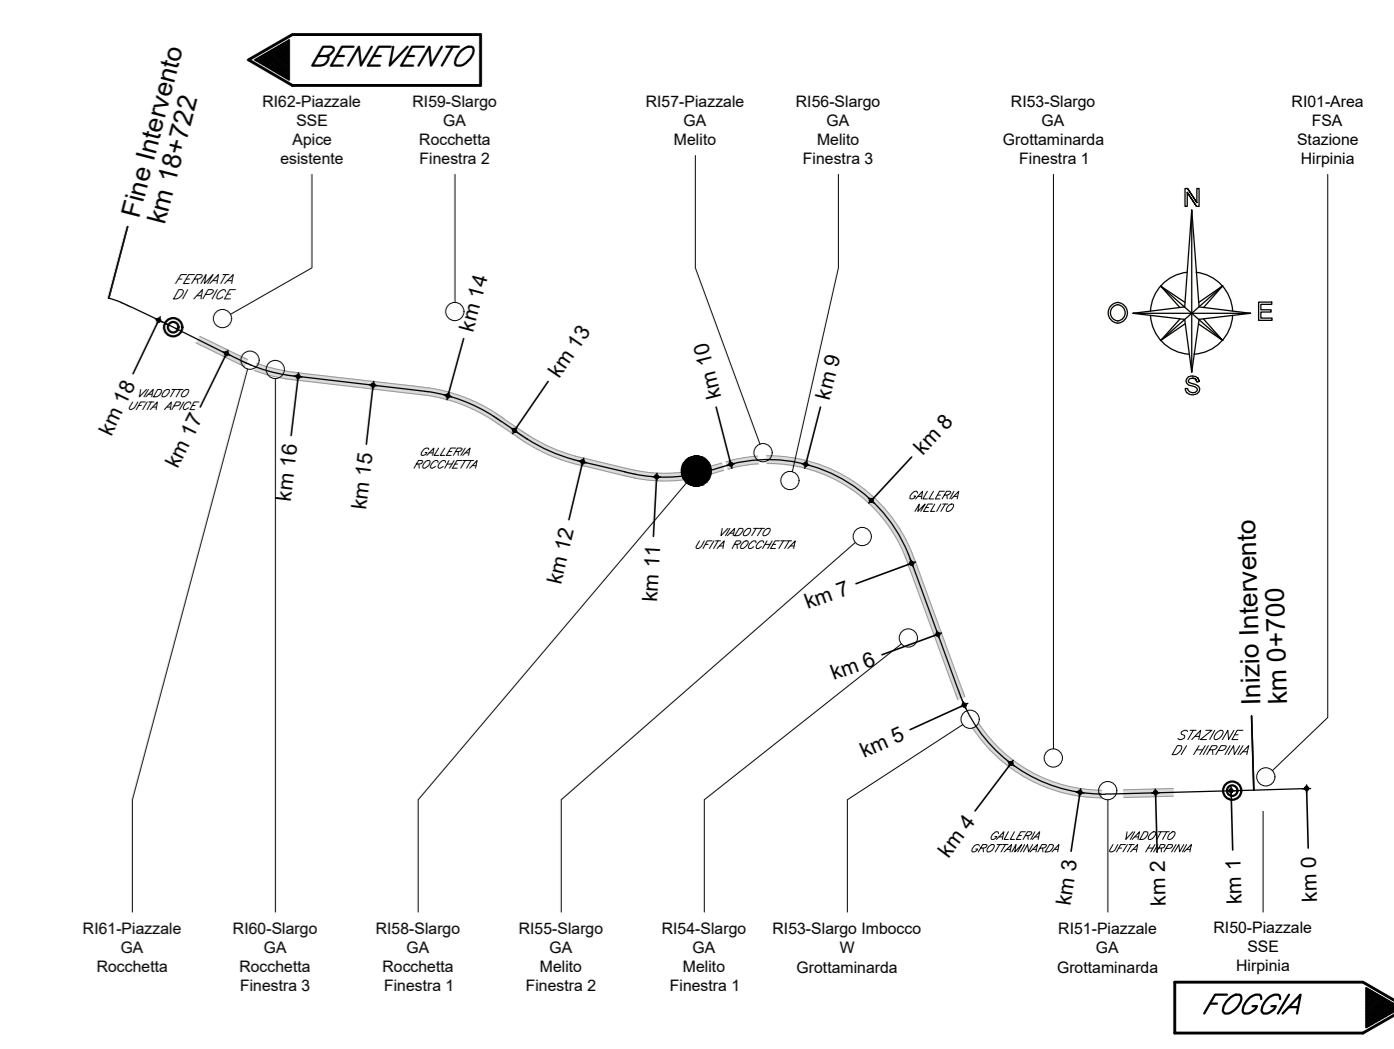 BENEVENTO
Fine Intervento
km 18+722
RI62-Piazzale
SSE
Apice
esistente
RI59-Slargo
GA
Rocchetta
Finestra 2
RI57-Piazzale
GA
Melito
RI56-Slargo
GA
Melito
Finestra 3
RI53-Slargo
GA
Grottaminarda
Finestra 1
RI01-Area
FSA
Stazione
Hirpinia
N
O
E
S
FERMATA
DI APICE
km 18
VIADOTTO
UFITA APICE
km 17
km 16
km 15
km 14
GALLERIA
ROCCHETTA
km 13
km 12
km 11
VIADOTTO
UFITA ROCCHETTA
km 10
km 9
km 8
GALLERIA
MELITO
km 7
km 6
km 5
km 4
GALLERIA
GROTTAMINARDA
km 3
VIADOTTO
UFITA HIRPINIA
km 2
STAZIONE
DI HIRPINIA
Inizio Intervento
km 0+700
km 1
km 0
RI61-Piazzale
GA
Rocchetta
RI60-Slargo
GA
Rocchetta
Finestra 3
RI58-Slargo
GA
Rocchetta
Finestra 1
RI55-Slargo
GA
Melito
Finestra 2
RI54-Slargo
GA
Melito
Finestra 1
RI53-Slargo Imbocco
W
Grottaminarda
RI51-Piazzale
GA
Grottaminarda
RI50-Piazzale
SSE
Hirpinia
FOGGIA